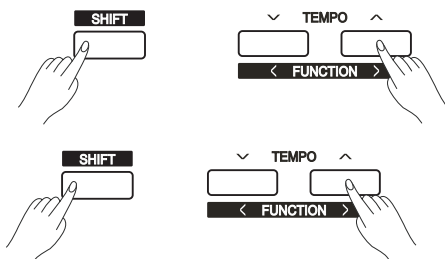 SHIFT
∨ TEMPO ∧
< FUNCTION >
SHIFT
∨ TEMPO ∧
< FUNCTION >